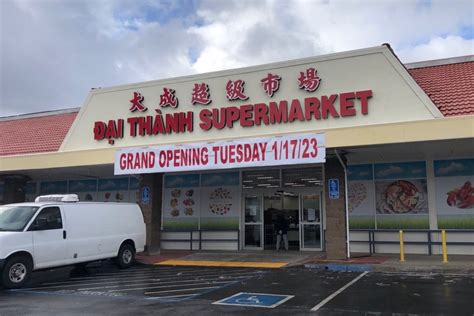 大成超級市場
ĐẠI THÀNH SUPERMARKET
GRAND OPENING TUESDAY 1/17/23